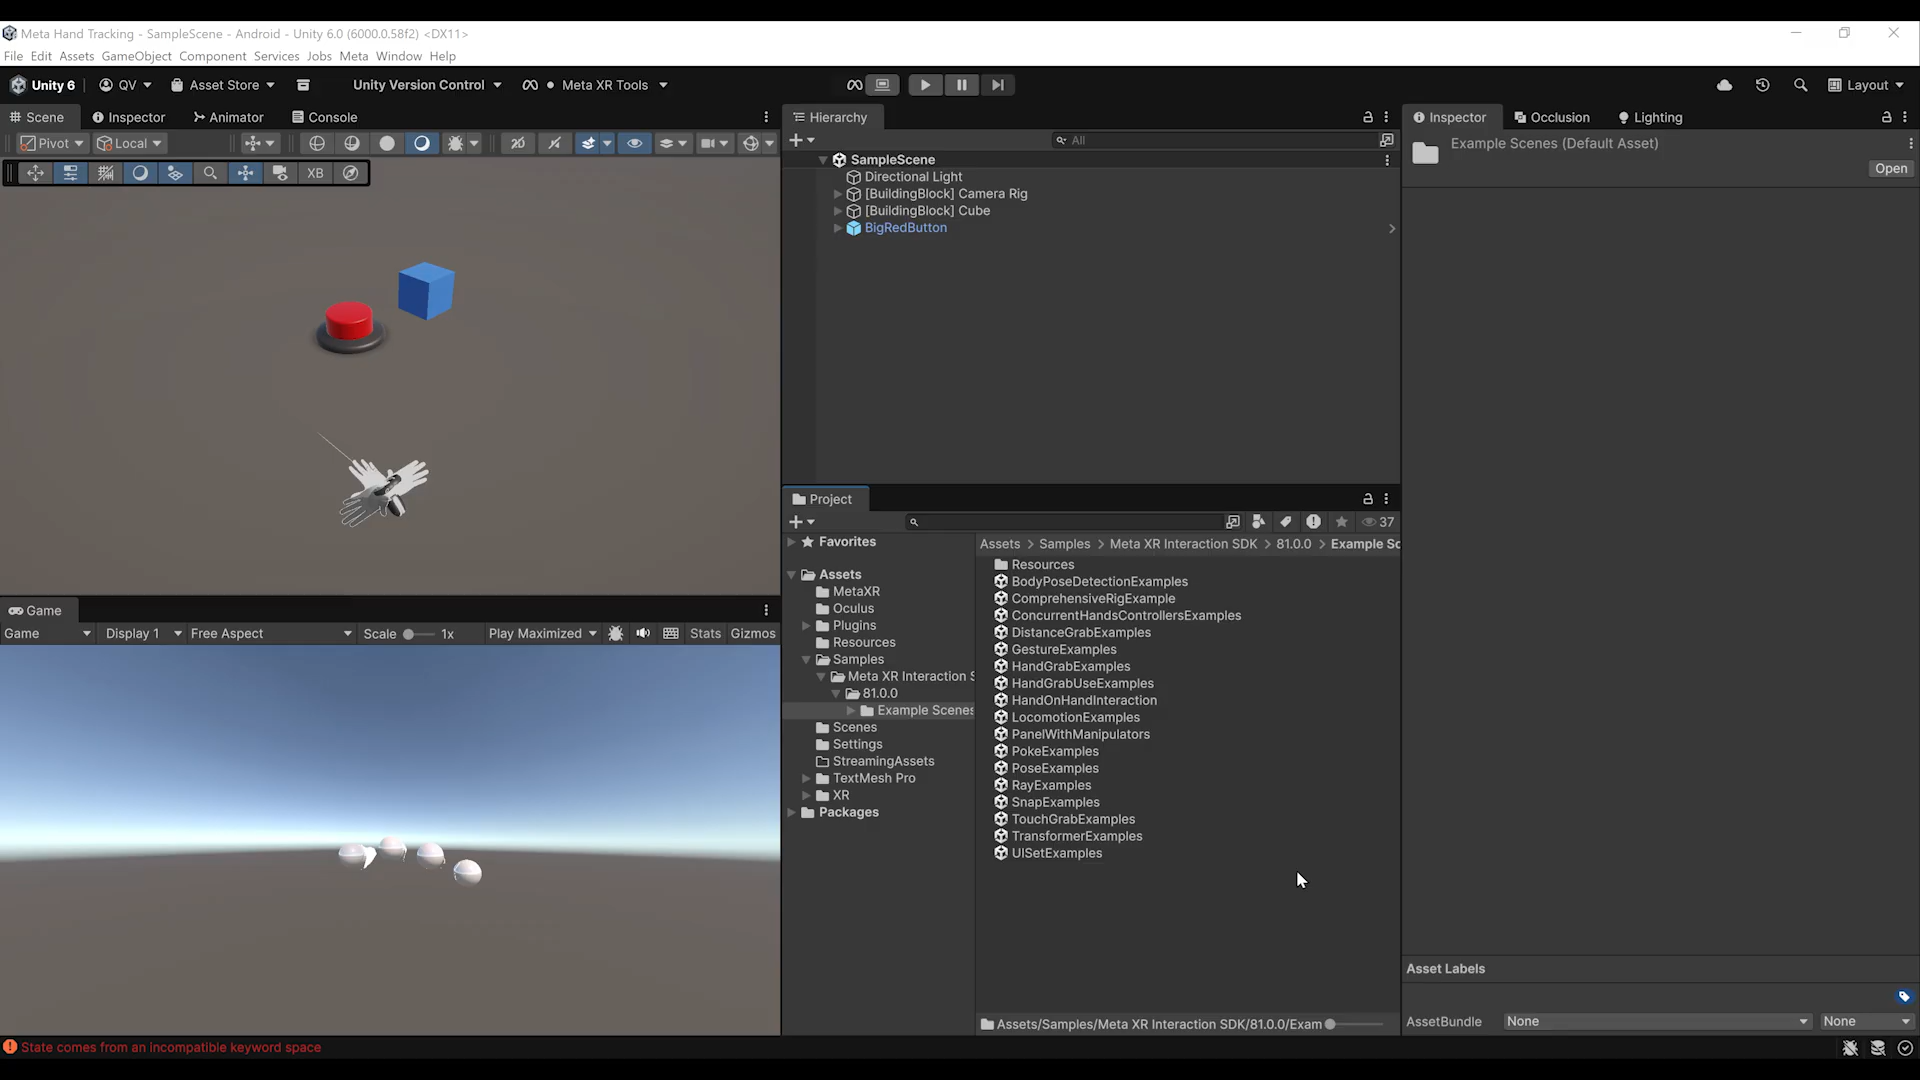 Meta Hand Tracking - SampleScene - Android - Unity 6.0 (6000.0.58f2) <DX11>
File Edit Assets GameObject Component Services Jobs Meta Window Help
Unity 6 QV Asset Store Unity Version Control Meta XR Tools Layout
Scene Inspector Animator Console
Pivot Local
XB
Game
Game Display 1 Free Aspect Scale 1x Play Maximized Stats Gizmos
Hierarchy
All
SampleScene
Directional Light
[BuildingBlock] Camera Rig
[BuildingBlock] Cube
BigRedButton
Project
37
Favorites
Assets
MetaXR
Oculus
Plugins
Resources
Samples
Meta XR Interaction S
81.0.0
Example Scenes
Scenes
Settings
StreamingAssets
TextMesh Pro
XR
Packages
Assets > Samples > Meta XR Interaction SDK > 81.0.0 > Example Sc
Resources
BodyPoseDetectionExamples
ComprehensiveRigExample
ConcurrentHandsControllersExamples
DistanceGrabExamples
GestureExamples
HandGrabExamples
HandGrabUseExamples
HandOnHandInteraction
LocomotionExamples
PanelWithManipulators
PokeExamples
PoseExamples
RayExamples
SnapExamples
TouchGrabExamples
TransformerExamples
UISetExamples
Assets/Samples/Meta XR Interaction SDK/81.0.0/Exam
Inspector Occlusion Lighting
Example Scenes (Default Asset)
Open
Asset Labels
AssetBundle None None
State comes from an incompatible keyword space